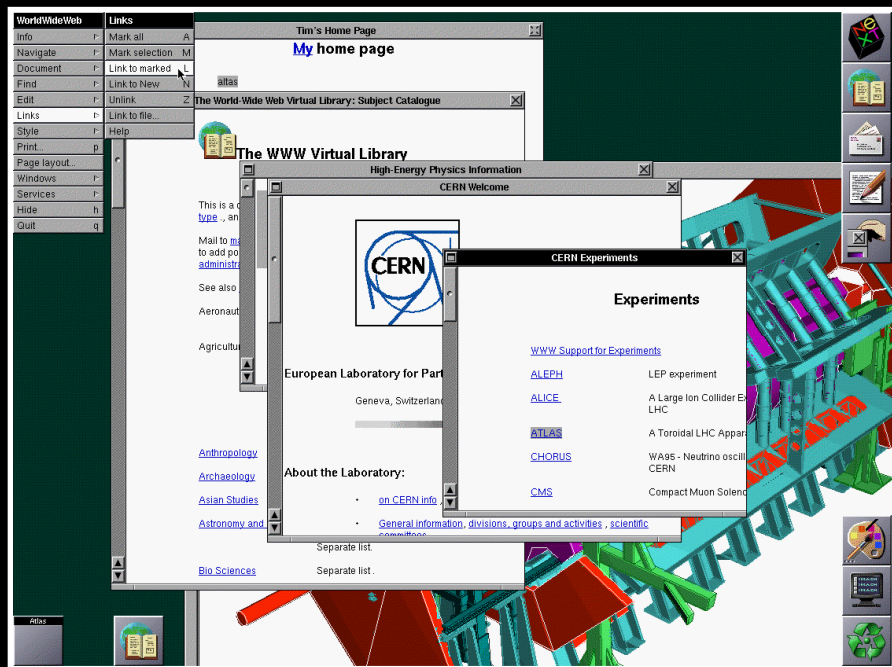 WorldWideWeb
Info
Navigate
Document
Find
Edit
Links
Style
Print... p
Page layout...
Windows
Services
Hide h
Quit q
Links
Mark all A
Mark selection M
Link to marked L
Link to New N
Unlink Z
Link to file...
Help
Tim's Home Page
My home page
atlas
The World-Wide Web Virtual Library: Subject Catalogue
The WWW Virtual Library
This is a
type ., an
Mail to
to add po
administra
See also
Aeronaut
Agricultu
Anthropology
Archaeology
Asian Studies
Astronomy and
Separate list.
Bio Sciences Separate list .
High-Energy Physics Information
CERN Welcome
CERN
European Laboratory for Part
Geneva, Switzerland
About the Laboratory:
· on CERN info
· General information, divisions, groups and activities , scientific
committees
CERN Experiments
Experiments
WWW Support for Experiments
ALEPH LEP experiment
ALICE A Large Ion Collider Ex
LHC
ATLAS A Toroidal LHC Appar
CHORUS WA95 - Neutrino oscill
CERN
CMS Compact Muon Soleno
NeXT
Atlas